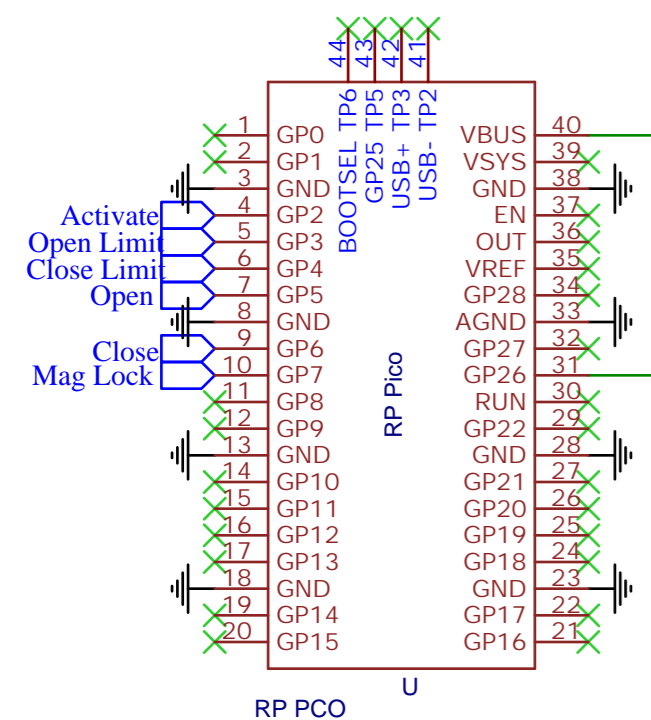 44 43 42 41
BOOTSEL TP6
GP25 TP5
USB+ TP3
USB- TP2
1 GP0 VBUS 40
2 GP1 VSYS 39
3 GND GND 38
Activate 4 GP2 EN 37
Open Limit 5 GP3 OUT 36
Close Limit 6 GP4 VREF 35
Open 7 GP5 GP28 34
8 GND AGND 33
Close 9 GP6 GP27 32
Mag Lock 10 GP7 GP26 31
11 GP8 RUN 30
12 GP9 GP22 29
13 GND GND 28
14 GP10 GP21 27
15 GP11 GP20 26
16 GP12 GP19 25
17 GP13 GP18 24
18 GND GND 23
19 GP14 GP17 22
20 GP15 GP16 21
RP Pico
U
RP PCO